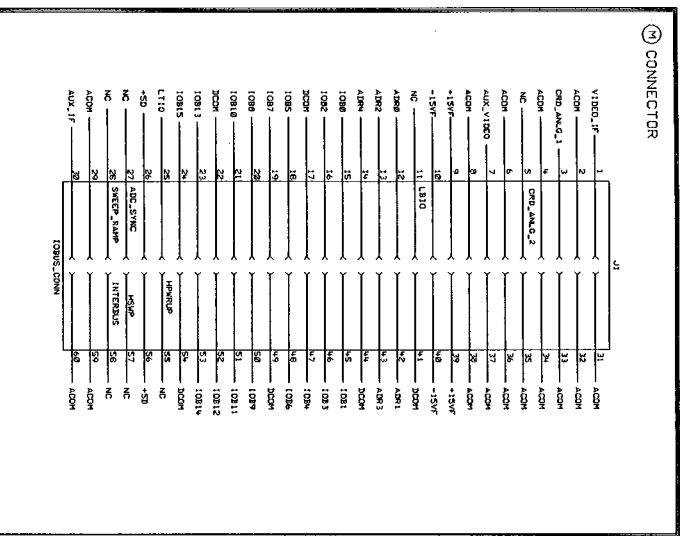 M CONNECTOR
J1
VIDEO_IF 1 31 ACOM
ACOM 2 32 ACOM
CRD_ANLG_1 3 33 ACOM
ACOM 4 34 ACOM
NC 5 CRD_ANLG_2 35 ACOM
ACOM 6 36 ACOM
AUX_VIDEO 7 37 ACOM
ACOM 8 38 ACOM
+15VF 9 39 +15VF
-15VF 10 40 -15VF
NC 11 LBIO 41 DCOM
ADR0 12 42 ADR1
ADR2 13 43 ADR3
ADR4 14 44 DCOM
IOB0 15 45 IOB1
IOB2 16 46 IOB3
DCOM 17 47 IOB4
IOB5 18 48 IOB6
IOB7 19 49 DCOM
IOB8 20 50 IOB9
IOB10 21 51 IOB11
DCOM 22 52 IOB12
IOB13 23 53 IOB14
IOB15 24 54 DCOM
LTIO 25 HPWRUP 55 NC
+5D 26 56 +5D
NC 27 ADC_SYNC HSWP 57 NC
NC 28 SWEEP_RAMP INTERBUS 58 NC
ACOM 29 59 ACOM
AUX_IF 30 60 ACOM
IOBUS_CONN